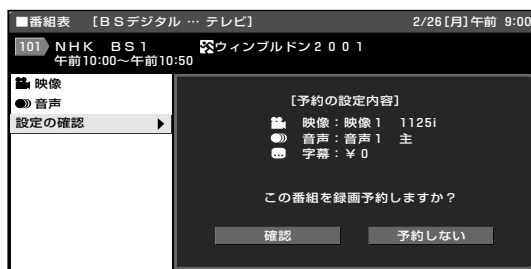 ■番組表 [BSデジタル … テレビ] 2/26[月]午前 9:00
101 NHK BS1 ウィンブルドン2001
午前10:00~午前10:50
映像
音声
設定の確認
[予約の設定内容]
映像:映像1 1125i
音声:音声1 主
字幕:¥0
この番組を録画予約しますか?
確認 予約しない